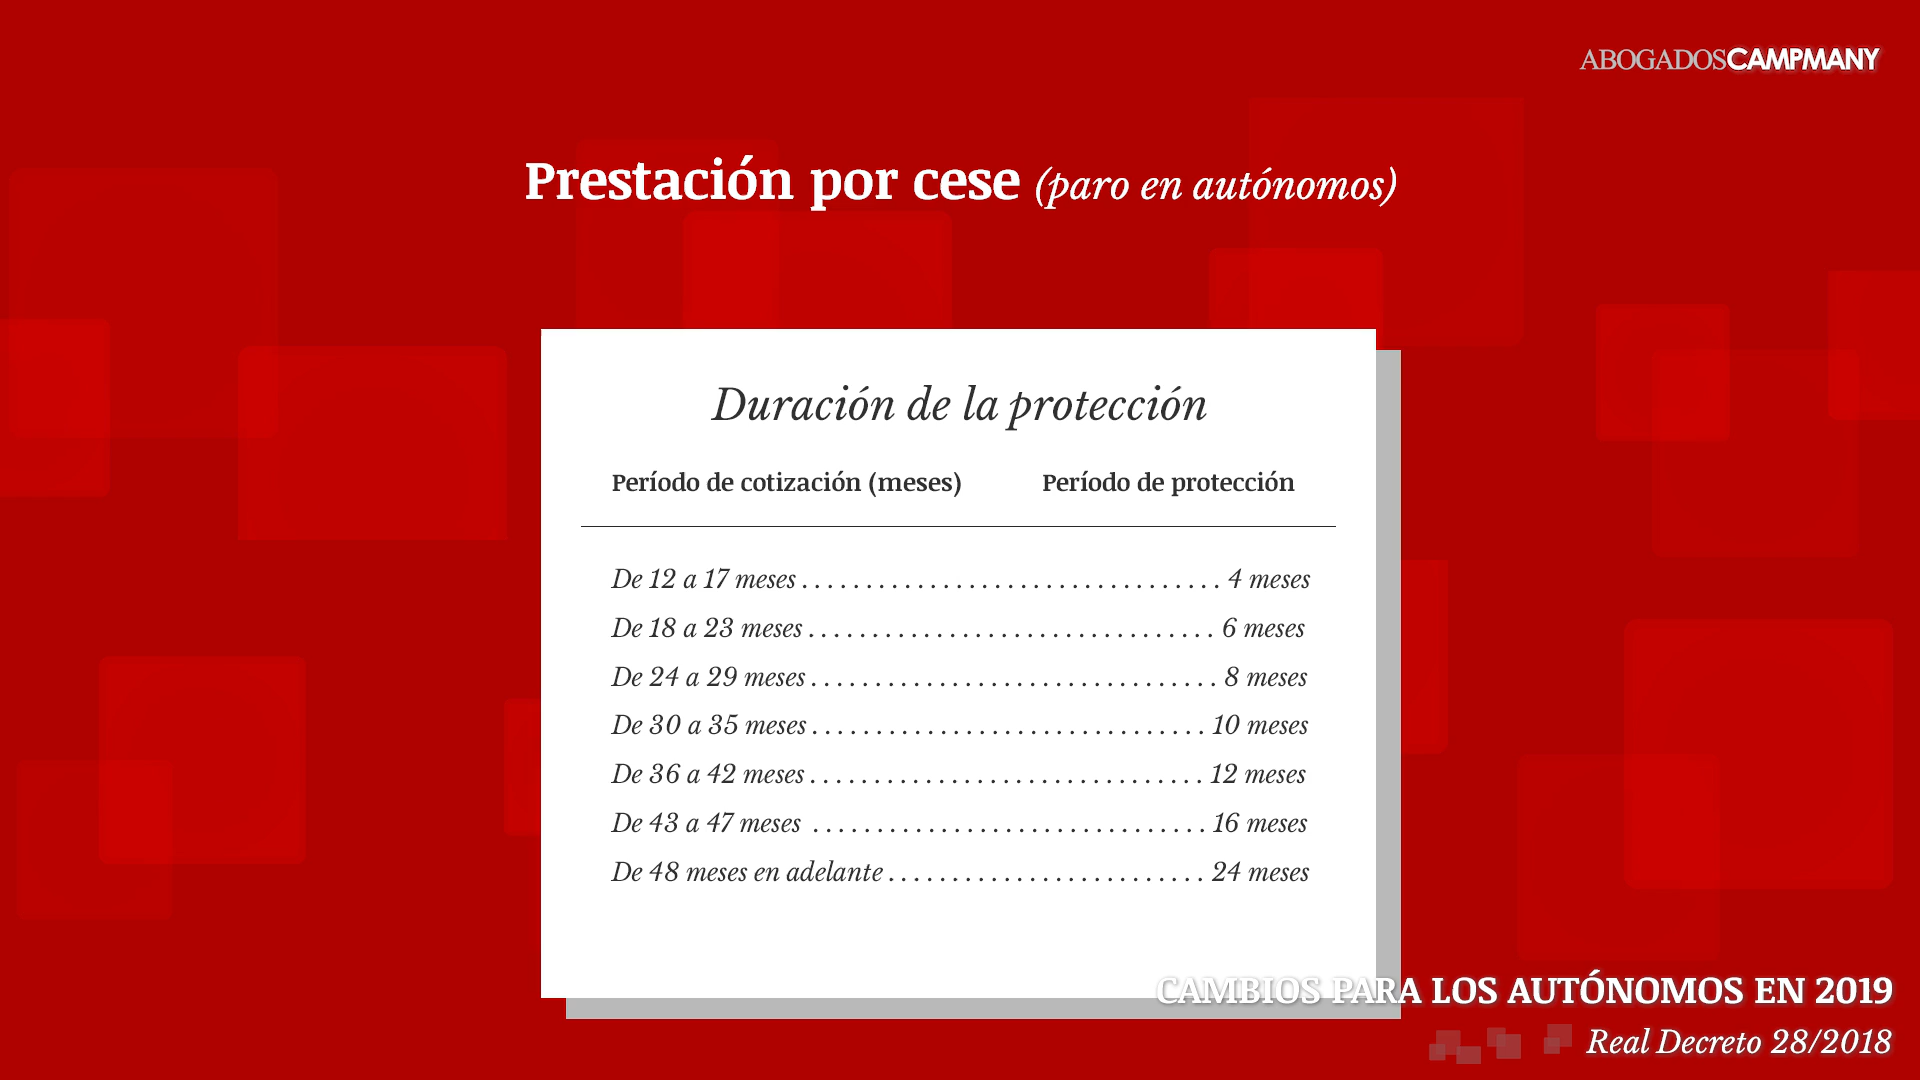 ABOGADOSCAMPMANY
Prestación por cese (paro en autónomos)
Duración de la protección
Período de cotización (meses) Período de protección
De 12 a 17 meses . . . . . . . . . . . . . . . . . . . . . . . . . . . . . . . . . 4 meses
De 18 a 23 meses . . . . . . . . . . . . . . . . . . . . . . . . . . . . . . . . 6 meses
De 24 a 29 meses . . . . . . . . . . . . . . . . . . . . . . . . . . . . . . . . 8 meses
De 30 a 35 meses . . . . . . . . . . . . . . . . . . . . . . . . . . . . . . . 10 meses
De 36 a 42 meses . . . . . . . . . . . . . . . . . . . . . . . . . . . . . . . 12 meses
De 43 a 47 meses . . . . . . . . . . . . . . . . . . . . . . . . . . . . . . . 16 meses
De 48 meses en adelante . . . . . . . . . . . . . . . . . . . . . . . . . 24 meses
CAMBIOS PARA LOS AUTÓNOMOS EN 2019
Real Decreto 28/2018